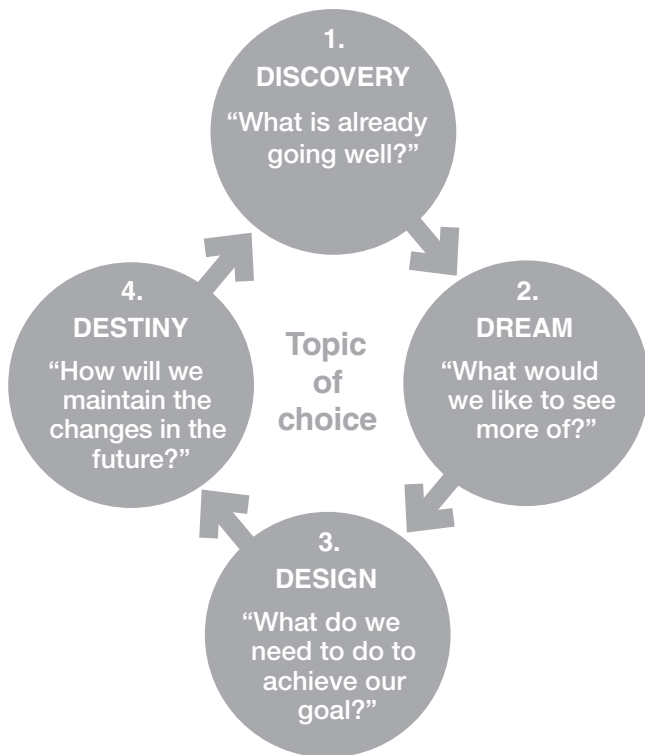 1.
DISCOVERY
“What is already
going well?”
2.
DREAM
“What would
we like to see
more of?”
3.
DESIGN
“What do we
need to do to
achieve our
goal?”
4.
DESTINY
“How will we
maintain the
changes in the
future?”
Topic
of
choice